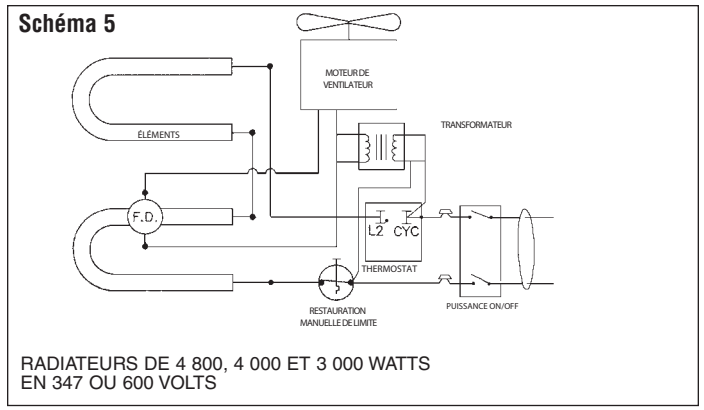 Schéma 5
MOTEUR DE
VENTILATEUR
TRANSFORMATEUR
ÉLÉMENTS
F.D.
L2 CYC
THERMOSTAT
PUISSANCE ON/OFF
RESTAURATION
MANUELLE DE LIMITE
RADIATEURS DE 4 800, 4 000 ET 3 000 WATTS
EN 347 OU 600 VOLTS